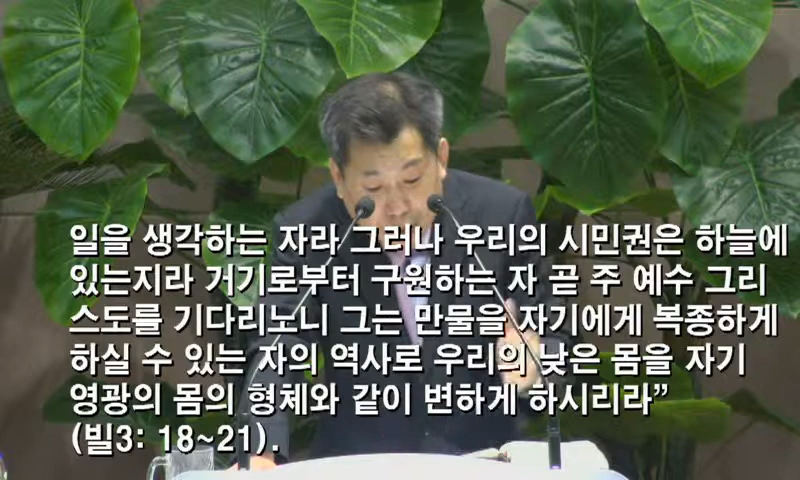 일을 생각하는 자라 그러나 우리의 시민권은 하늘에
있는지라 거기로부터 구원하는 자 곧 주 예수 그리
스도를 기다리노니 그는 만물을 자기에게 복종하게
하실 수 있는 자의 역사로 우리의 낮은 몸을 자기
영광의 몸의 형체와 같이 변하게 하시리라”
(빌3: 18~21).